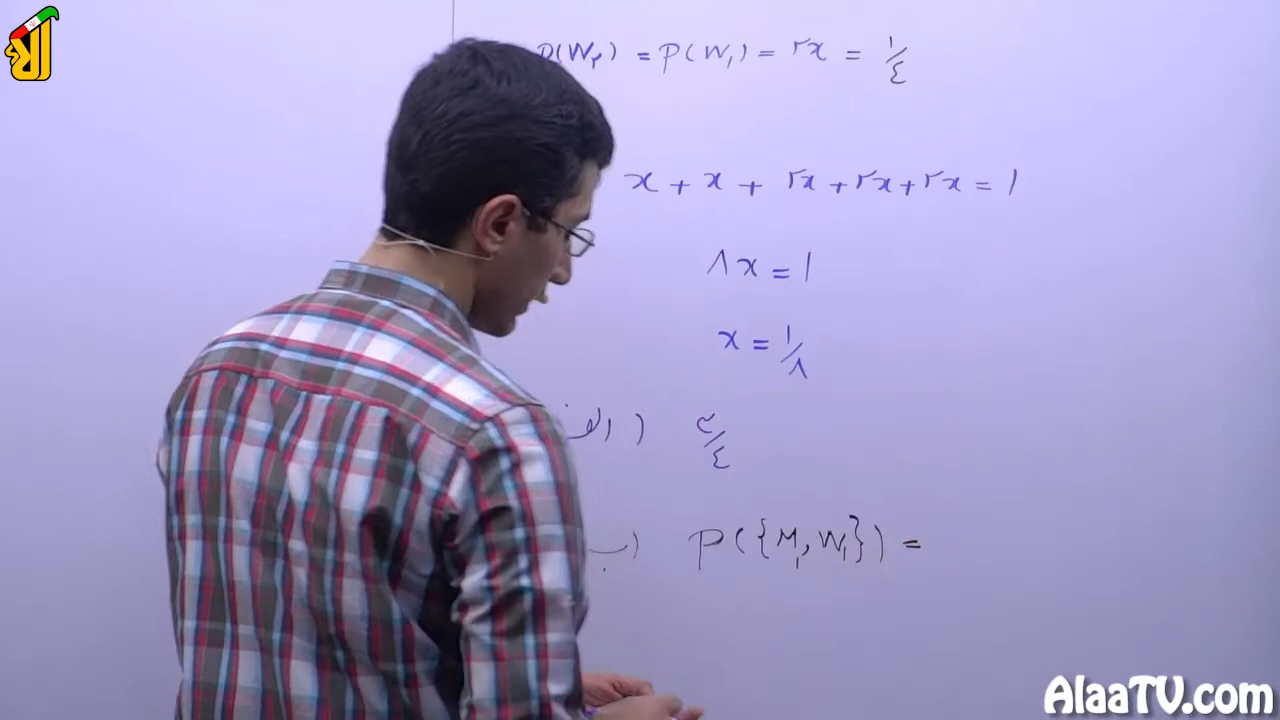 P(W۲) = P(W۱) = ۲x = ۱/۴
x + x + ۲x + ۲x + ۲x = ۱
۸x = ۱
x = ۱/۸
الف) ۳/۴
ب) P({M۱, W۱}) =
AlaaTV.com